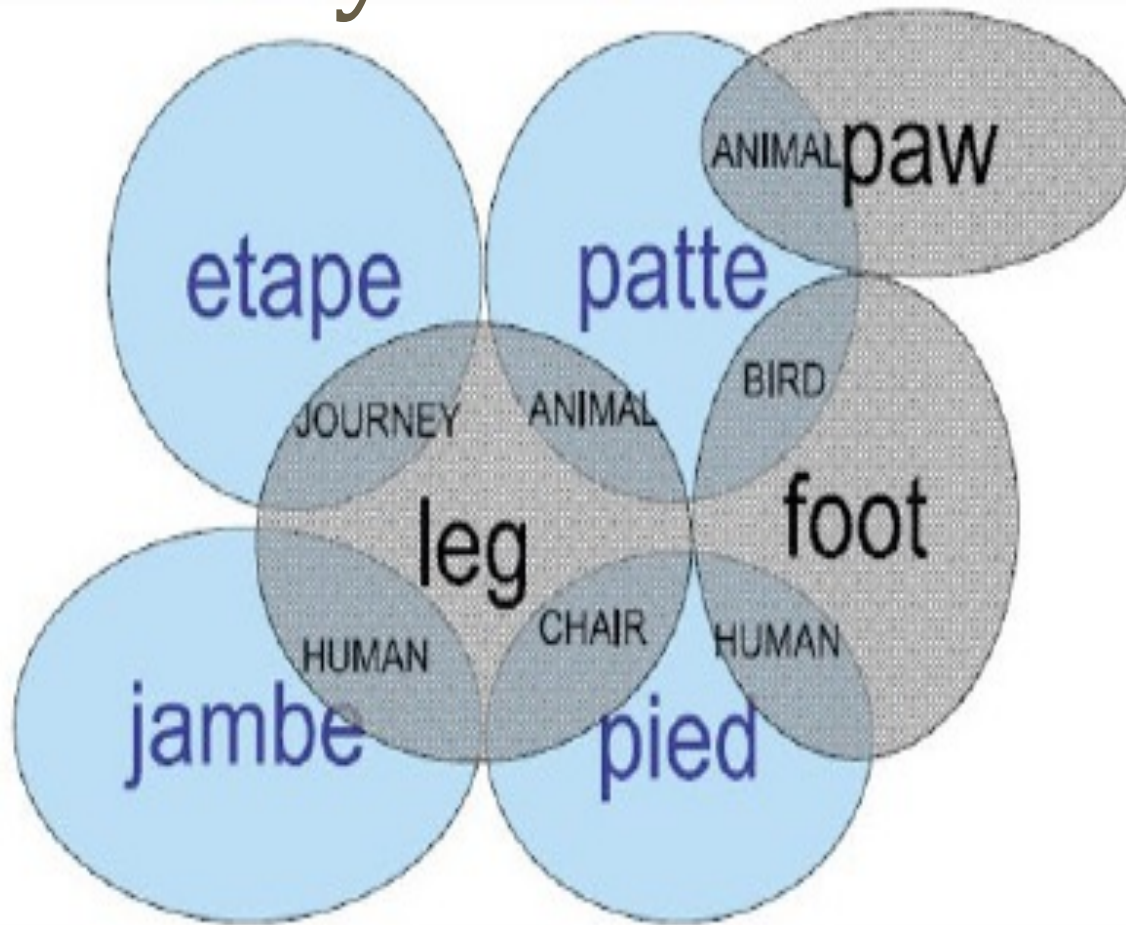 y
ANIMAL paw
etape
patte
BIRD
JOURNEY
ANIMAL
leg
foot
CHAIR
HUMAN
HUMAN
jambe
pied